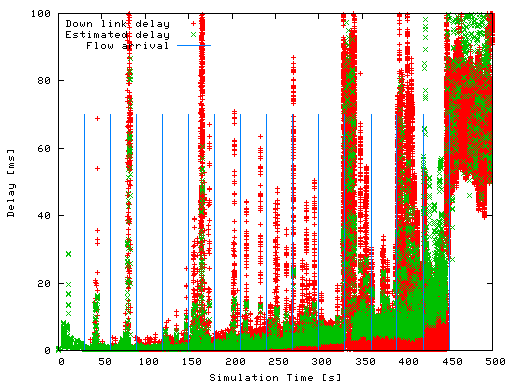 100
80
60
40
20
0
Delay [ms]
Down link delay
Estimated delay
Flow arrival
0 50 100 150 200 250 300 350 400 450 500
Simulation Time [s]